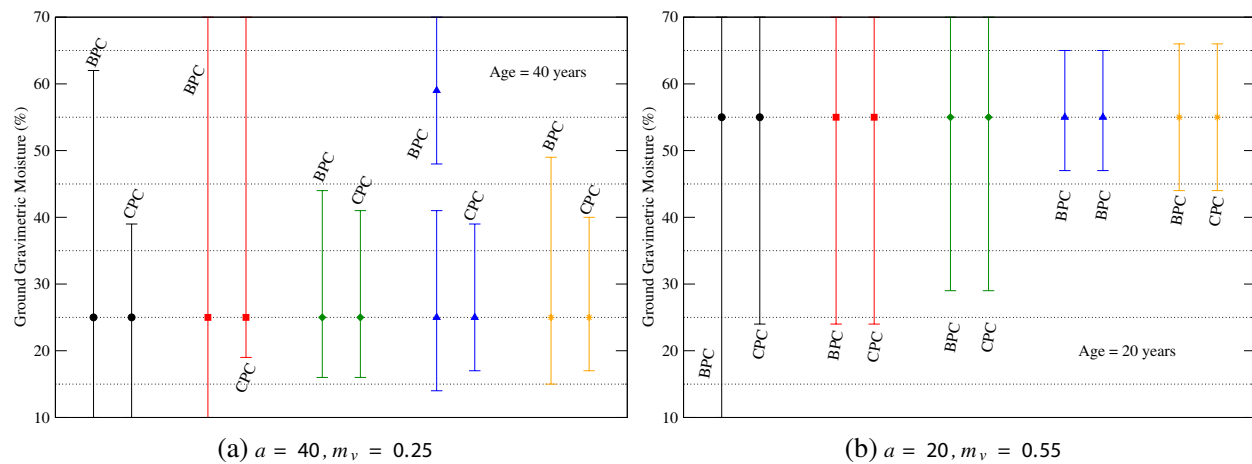 Ground Gravimetric Moisture (%)
70
60
50
40
30
20
10
BPC
CPC
BPC
CPC
BPC
CPC
BPC
CPC
BPC
CPC
Age = 40 years
(a) a = 40, m_v = 0.25
Ground Gravimetric Moisture (%)
70
60
50
40
30
20
10
BPC
CPC
BPC
CPC
BPC
CPC
BPC
BPC
BPC
CPC
Age = 20 years
(b) a = 20, m_v = 0.55